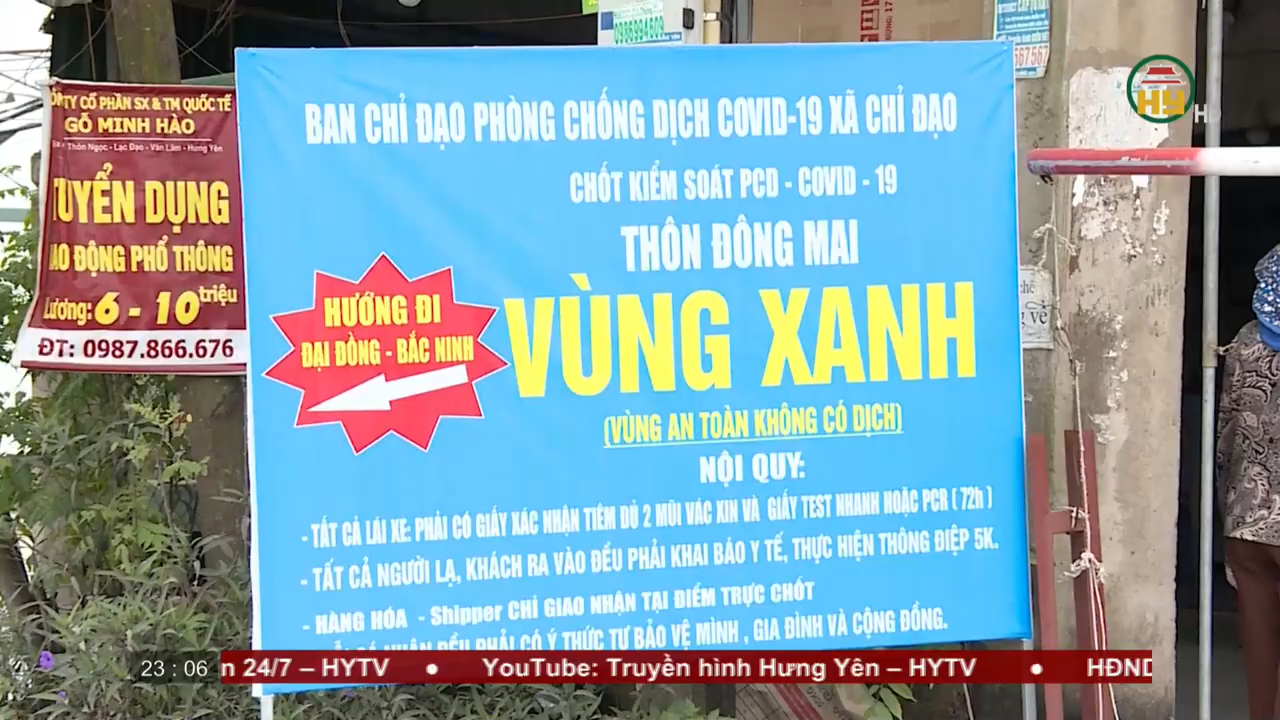 BAN CHỈ ĐẠO PHÒNG CHỐNG DỊCH COVID-19 XÃ CHỈ ĐẠO
CHỐT KIỂM SOÁT PCD - COVID - 19
THÔN ĐÔNG MAI
VÙNG XANH
(VÙNG AN TOÀN KHÔNG CÓ DỊCH)
HƯỚNG ĐI
ĐẠI ĐỒNG - BẮC NINH
NỘI QUY:
- TẤT CẢ LÁI XE: PHẢI CÓ GIẤY XÁC NHẬN TIÊM ĐỦ 2 MŨI VÁC XIN VÀ GIẤY TEST NHANH HOẶC PCR ( 72h )
- TẤT CẢ NGƯỜI LẠ, KHÁCH RA VÀO ĐỀU PHẢI KHAI BÁO Y TẾ, THỰC HIỆN THÔNG ĐIỆP 5K.
- HÀNG HÓA - Shipper CHỈ GIAO NHẬN TẠI ĐIỂM TRỰC CHỐT
NHÂN ĐỀU PHẢI CÓ Ý THỨC TỰ BẢO VỆ MÌNH , GIA ĐÌNH VÀ CỘNG ĐỒNG.
TY CỔ PHẦN SX & TM QUỐC TẾ
GỖ MINH HÀO
Thôn Ngọc - Lạc Đạo - Văn Lâm - Hưng Yên
TUYỂN DỤNG
AO ĐỘNG PHỔ THÔNG
Lương: 6 - 10 triệu
ĐT: 0987.866.676
0986994609
567567
HY HD
23 : 06
n 24/7 – HYTV ● YouTube: Truyền hình Hưng Yên – HYTV ● HĐND